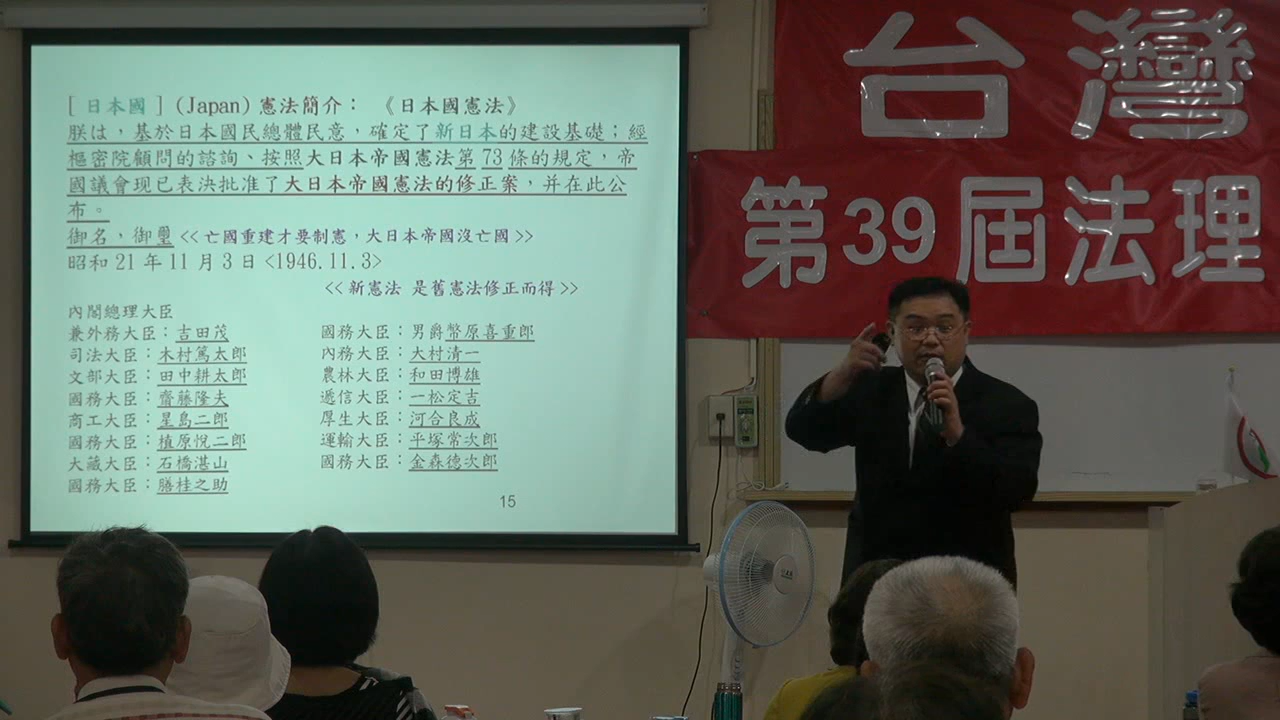 [ 日本國 ] (Japan) 憲法簡介： 《日本國憲法》
朕は，基於日本國民總體民意，確定了新日本的建設基礎；經
樞密院顧問的諮詢、按照大日本帝國憲法第 73 條的規定，帝
國議會現已表決批准了大日本帝國憲法的修正案，并在此公
布。
御名，御璽 << 亡國重建才要制憲，大日本帝國沒亡國 >>
昭和 21 年 11 月 3 日 <1946.11.3>
<< 新憲法 是舊憲法修正而得 >>
內閣總理大臣
兼外務大臣：吉田茂
司法大臣：木村篤太郎
文部大臣：田中耕太郎
國務大臣：齋藤隆夫
商工大臣：星島二郎
國務大臣：植原悅二郎
大藏大臣：石橋湛山
國務大臣：膳桂之助
國務大臣：男爵幣原喜重郎
內務大臣：大村清一
農林大臣：和田博雄
遞信大臣：一松定吉
厚生大臣：河合良成
運輸大臣：平塚常次郎
國務大臣：金森德次郎
15
台灣
第39屆法理